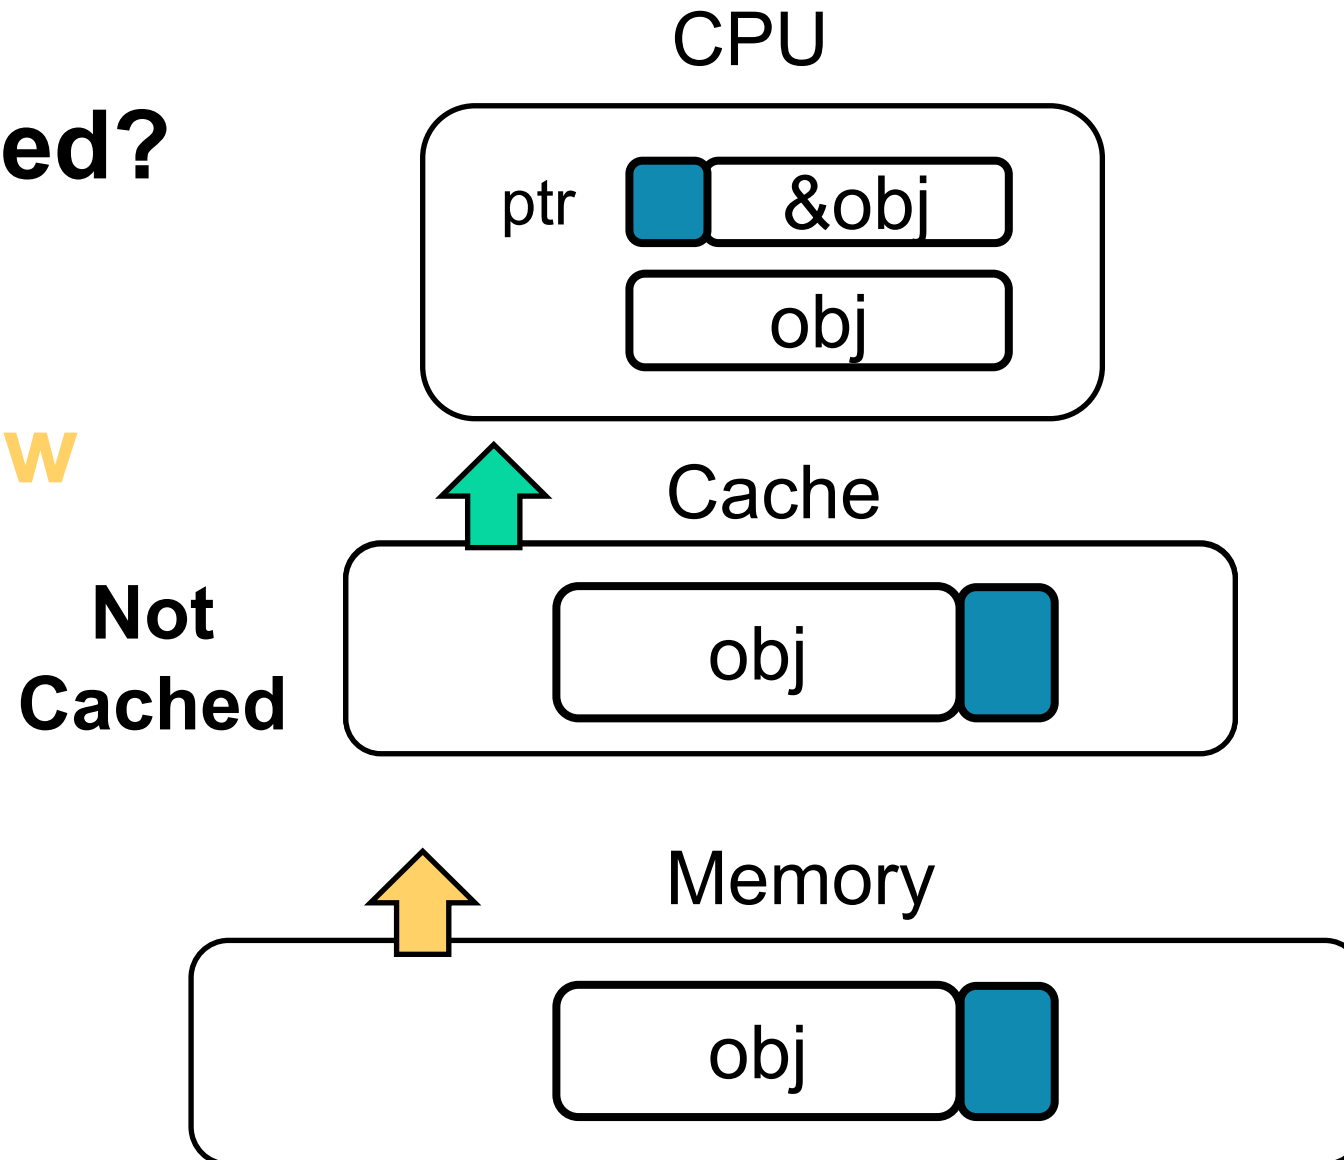 CPU
ed?
ptr
&obj
obj
w
Cache
Not
Cached
obj
Memory
obj